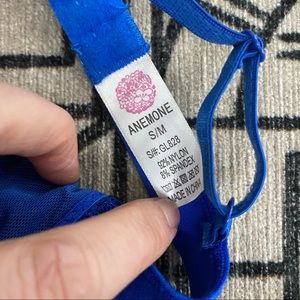 ANEMONE
S/M
S/#: GL828
92% NYLON
8% SPANDEX
MADE IN CHINA